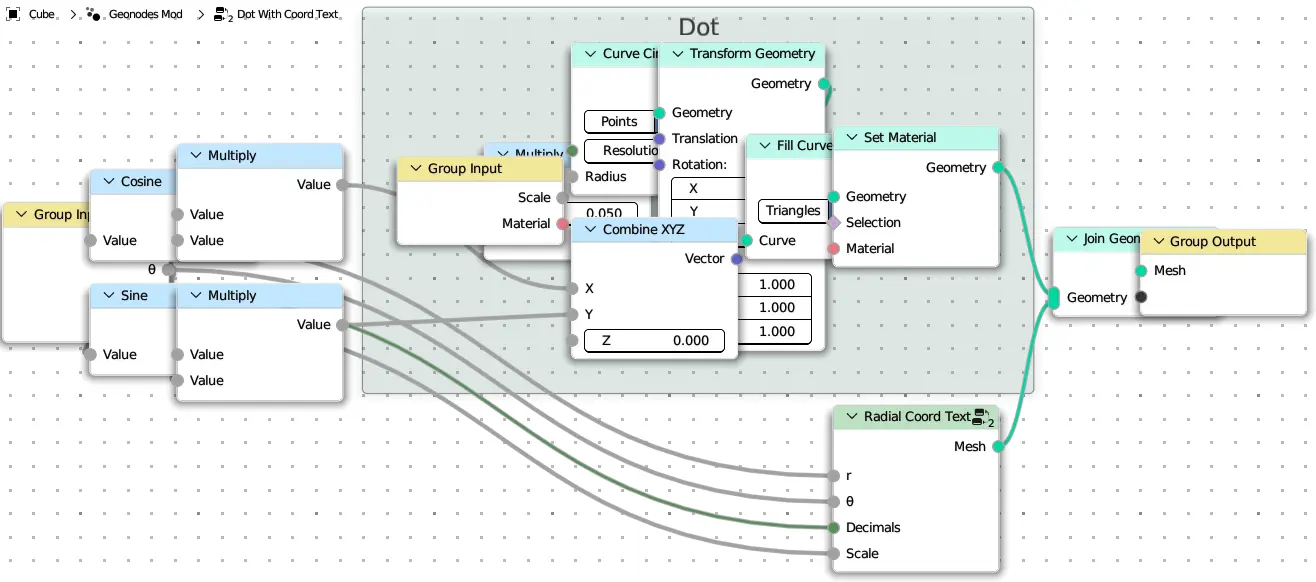 Cube > Geonodes Mod > 2 Dot With Coord Text
Dot
Curve Cir
Transform Geometry
Geometry
Points
Geometry
Set Material
Translation
Fill Curve
Multiply
Multiply
Resolutio
Rotation:
Geometry
Group Input
Radius
X
Cosine
Value
Scale
Geometry
Group Inp
Value
Material
0.050
Y
Triangles
Selection
Value
Value
Combine XYZ
Curve
Material
Join Geom
Group Output
Vector
θ
Mesh
Sine
Multiply
X
1.000
Geometry
Value
Y
1.000
Value
Value
Z 0.000
1.000
Value
Radial Coord Text 2
Mesh
r
θ
Decimals
Scale